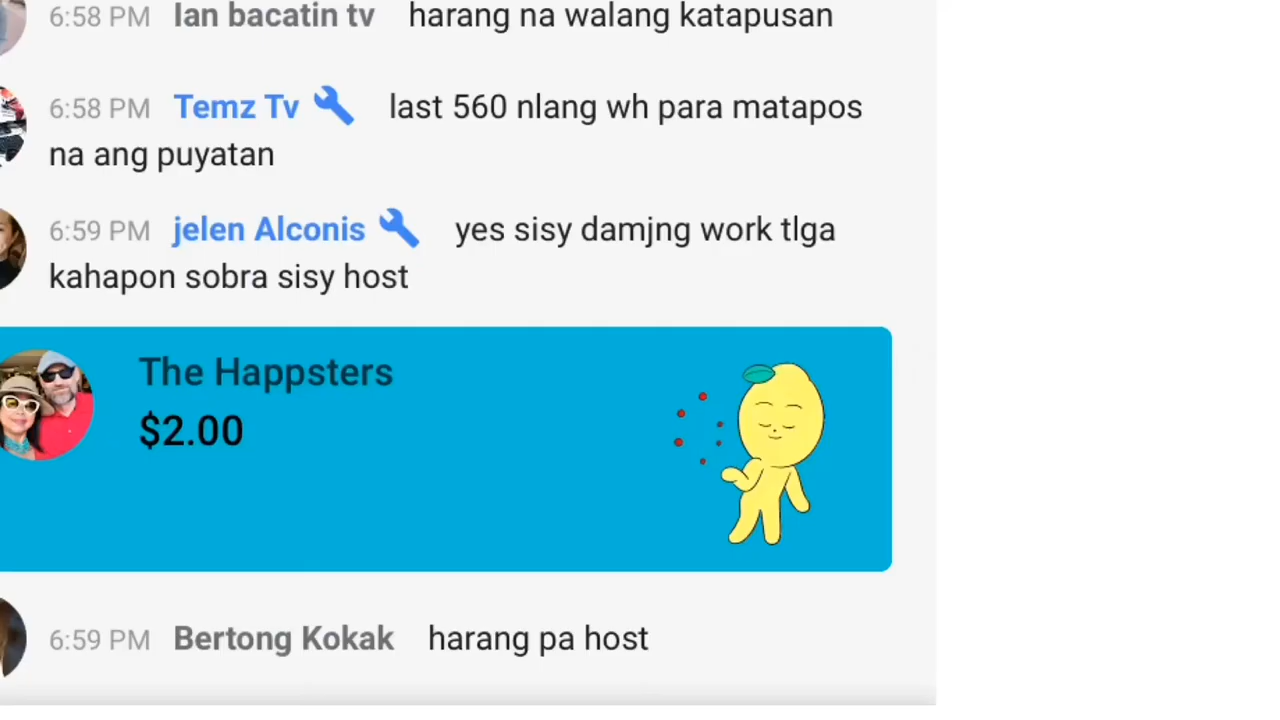 6:58 PM Ian bacatin tv harang na walang katapusan
6:58 PM Temz Tv last 560 nlang wh para matapos
na ang puyatan
6:59 PM jelen Alconis yes sisy damjng work tlga
kahapon sobra sisy host
The Happsters
$2.00
6:59 PM Bertong Kokak harang pa host